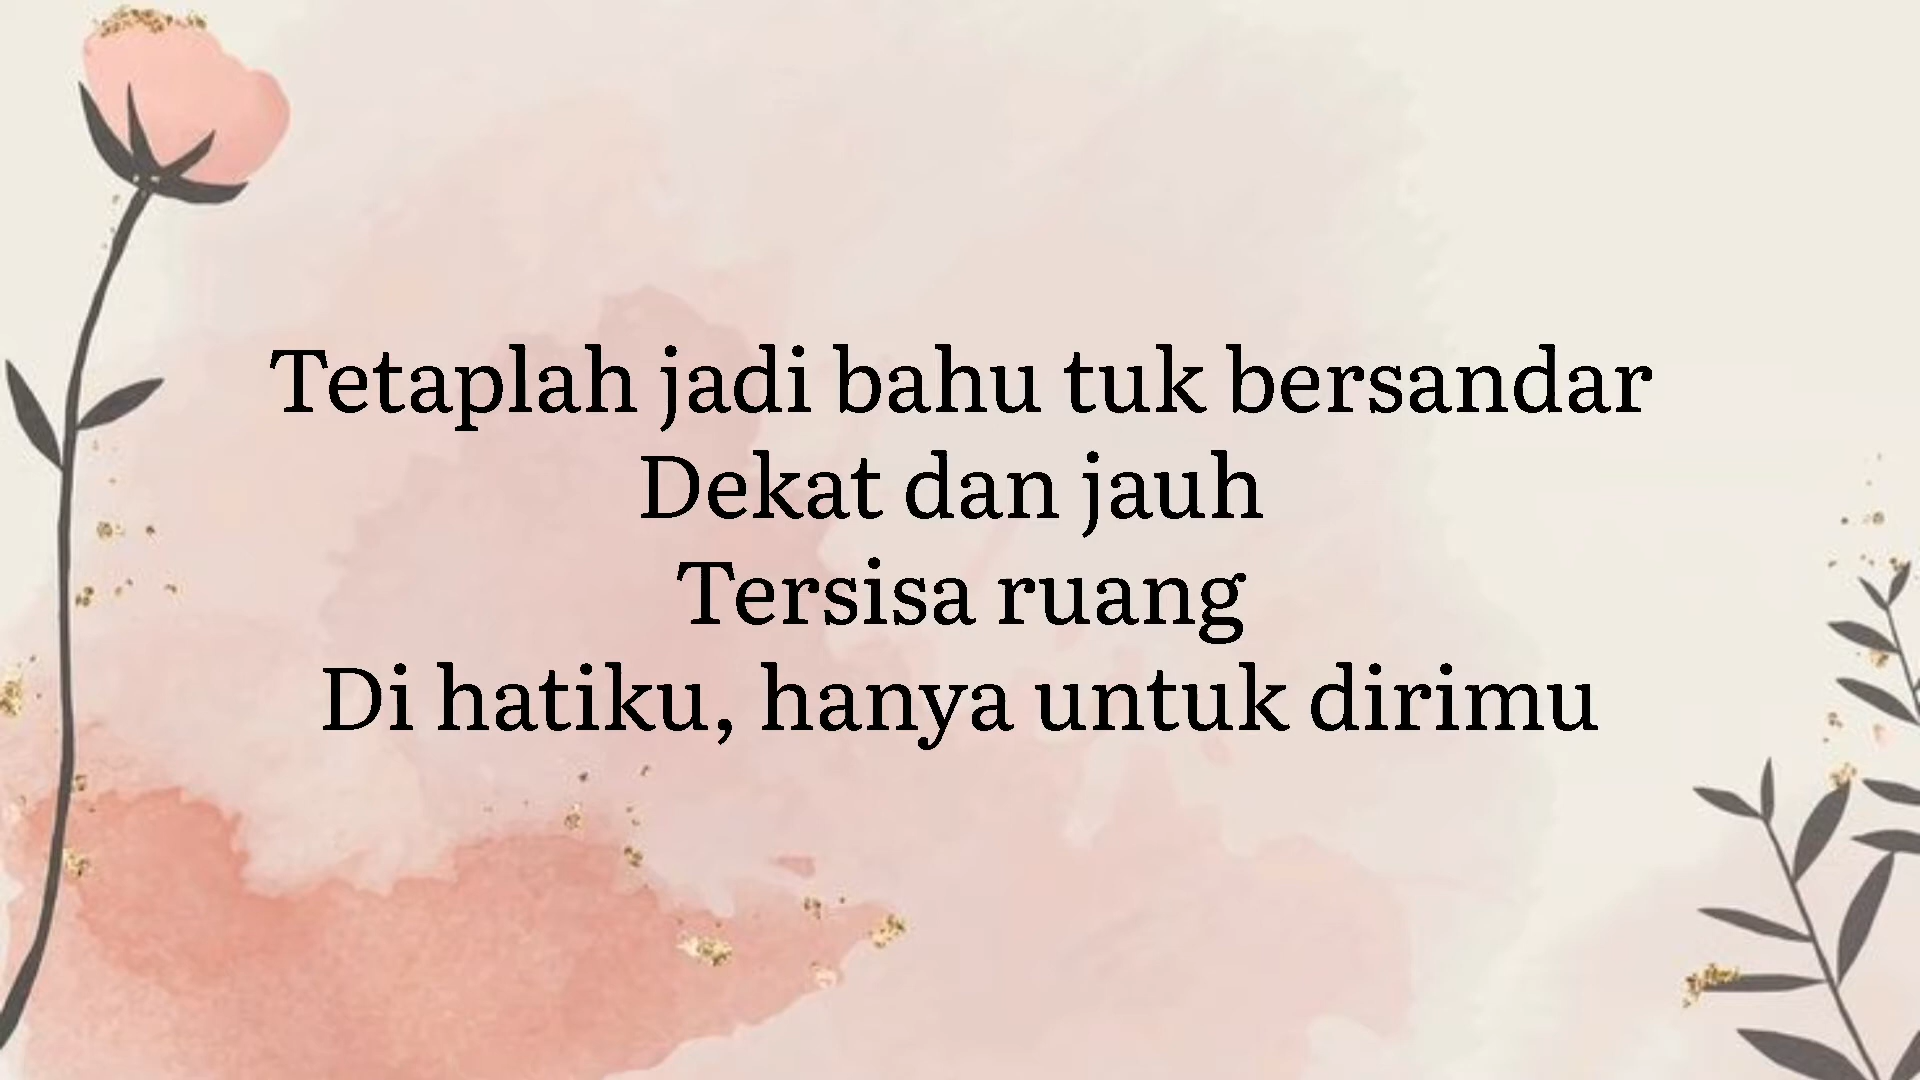 Tetaplah jadi bahu tuk bersandar
Dekat dan jauh
Tersisa ruang
Di hatiku, hanya untuk dirimu